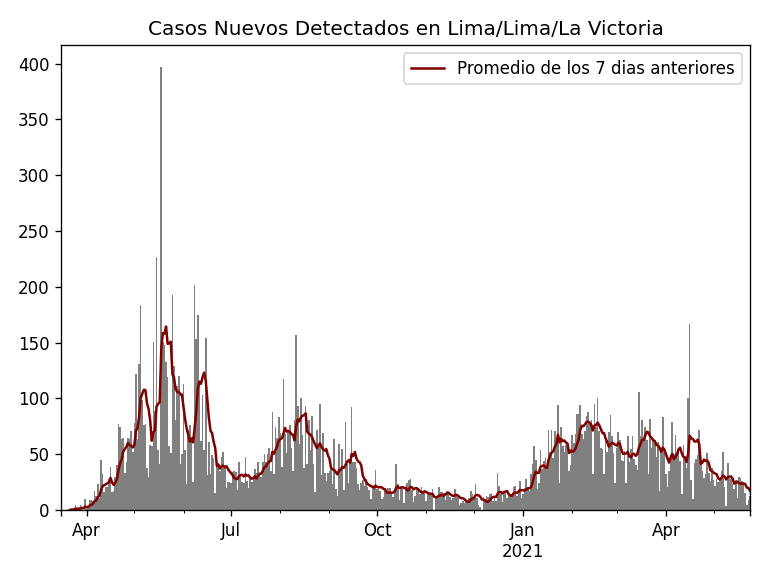 Casos Nuevos Detectados en Lima/Lima/La Victoria
Promedio de los 7 dias anteriores
400
350
300
250
200
150
100
50
0
Apr
Jul
Oct
Jan
2021
Apr